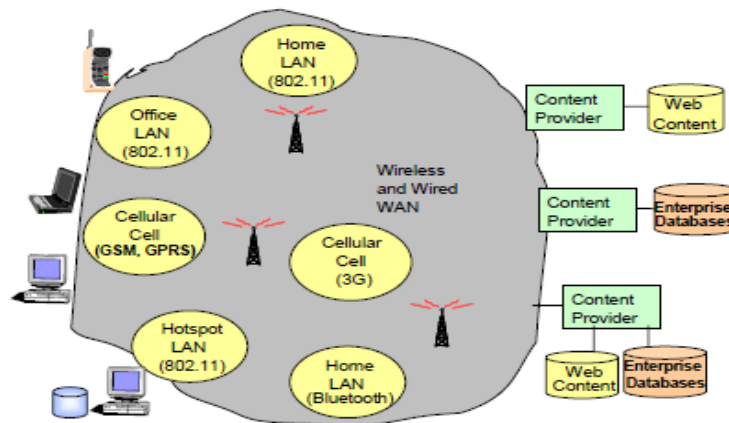 Home
LAN
(802.11)
Office
LAN
(802.11)
Cellular
Cell
(GSM, GPRS)
Hotspot
LAN
(802.11)
Home
LAN
(Bluetooth)
Cellular
Cell
(3G)
Wireless
and Wired
WAN
Content
Provider
Web
Content
Content
Provider
Enterprise
Databases
Content
Provider
Web
Content
Enterprise
Databases